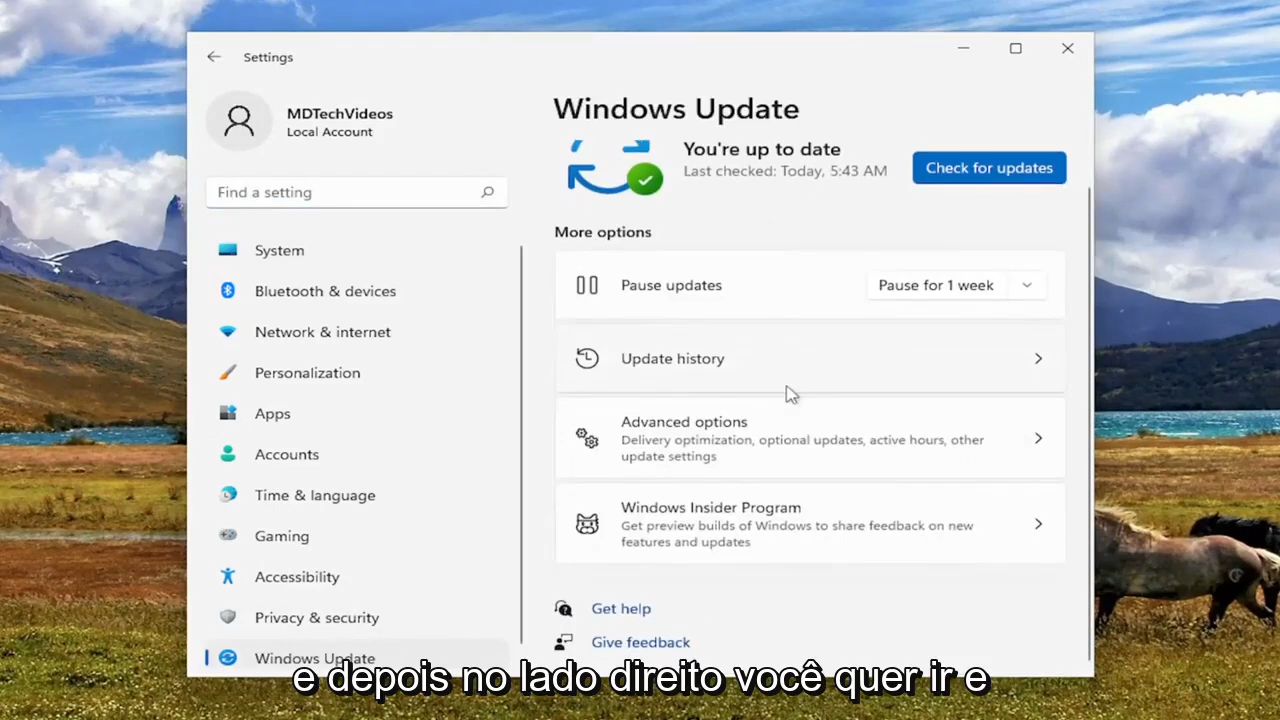 Settings
MDTechVideos
Local Account
Find a setting
System
Bluetooth & devices
Network & internet
Personalization
Apps
Accounts
Time & language
Gaming
Accessibility
Privacy & security
Windows Update
Windows Update
You're up to date
Last checked: Today, 5:43 AM
Check for updates
More options
Pause updates
Pause for 1 week
Update history
Advanced options
Delivery optimization, optional updates, active hours, other
update settings
Windows Insider Program
Get preview builds of Windows to share feedback on new
features and updates
Get help
Give feedback
e depois no lado direito você quer ir e